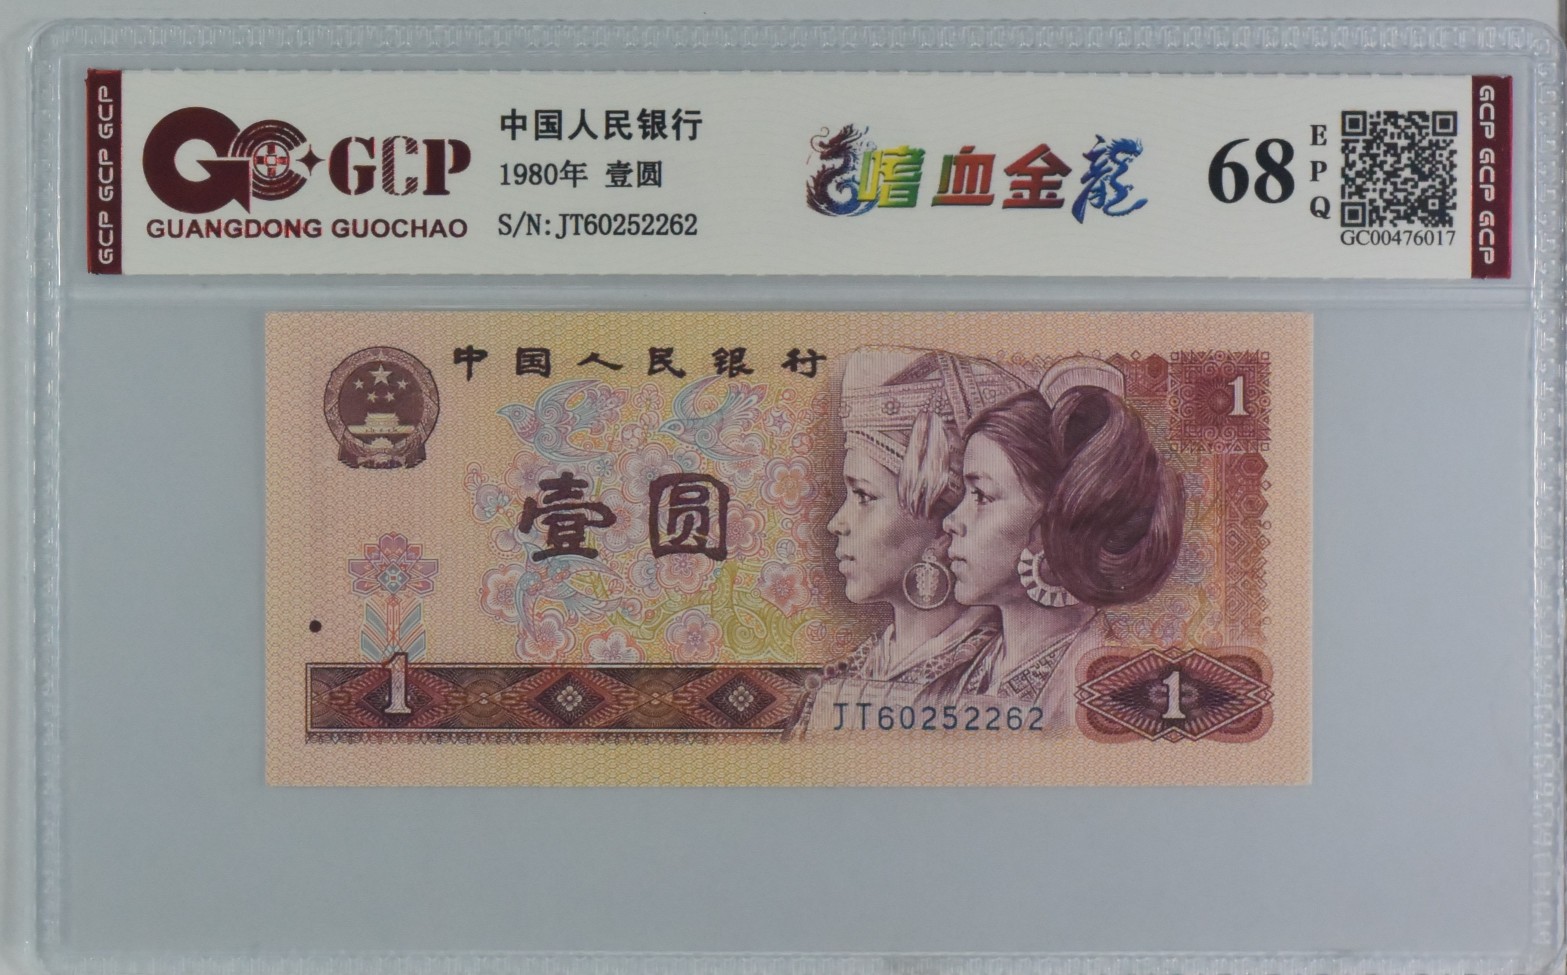 GCP GCP GCP
GCP
GUANGDONG GUOCHAO
中国人民银行
1980年 壹圆
S/N: JT60252262
嗜血金龍
68
EPQ
GC00476017
GCP GCP GCP
中国人民银行
1
壹圆
1
JT60252262
1